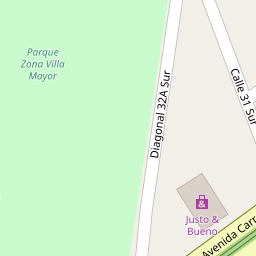 Parque
Zona Villa
Mayor
Diagonal 32A Sur
Calle 31 Sur
Justo &
Bueno
Avenida Carr